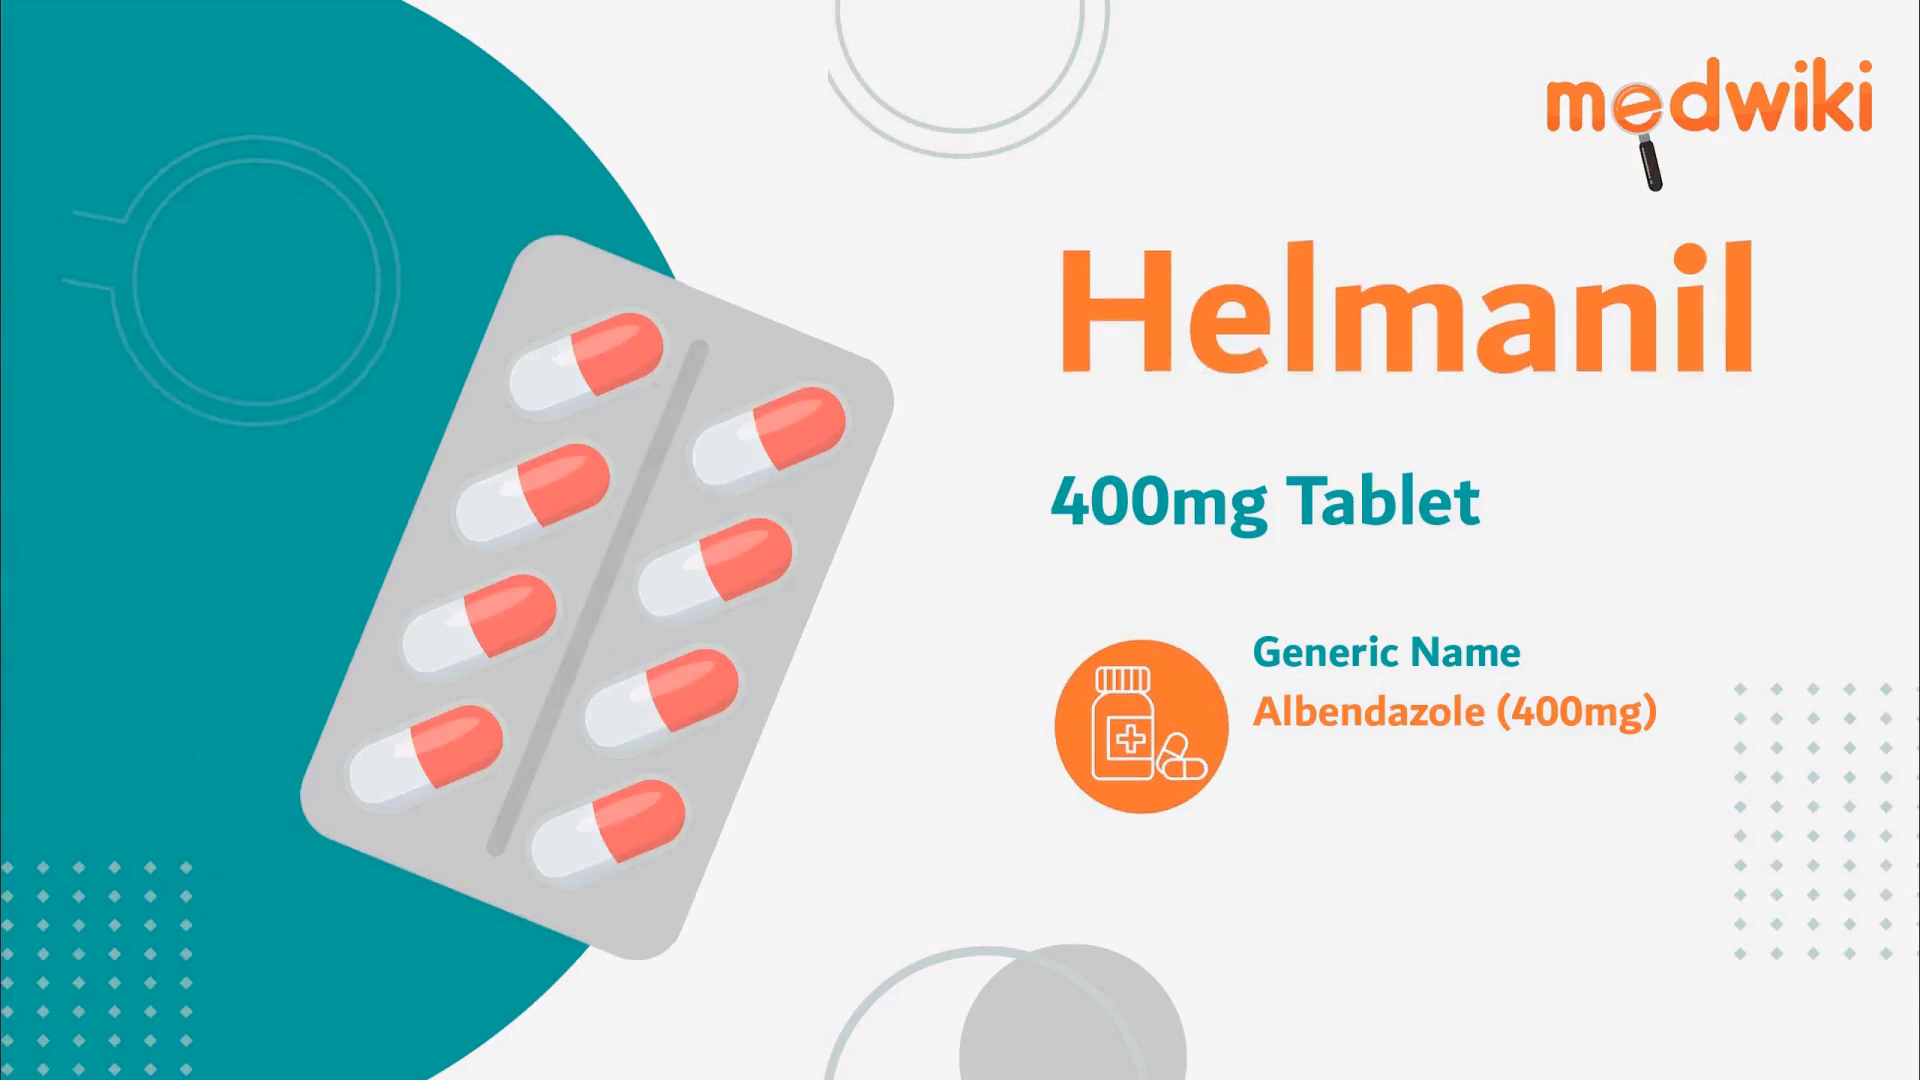 medwiki
Helmanil
400mg Tablet
Generic Name
Albendazole (400mg)